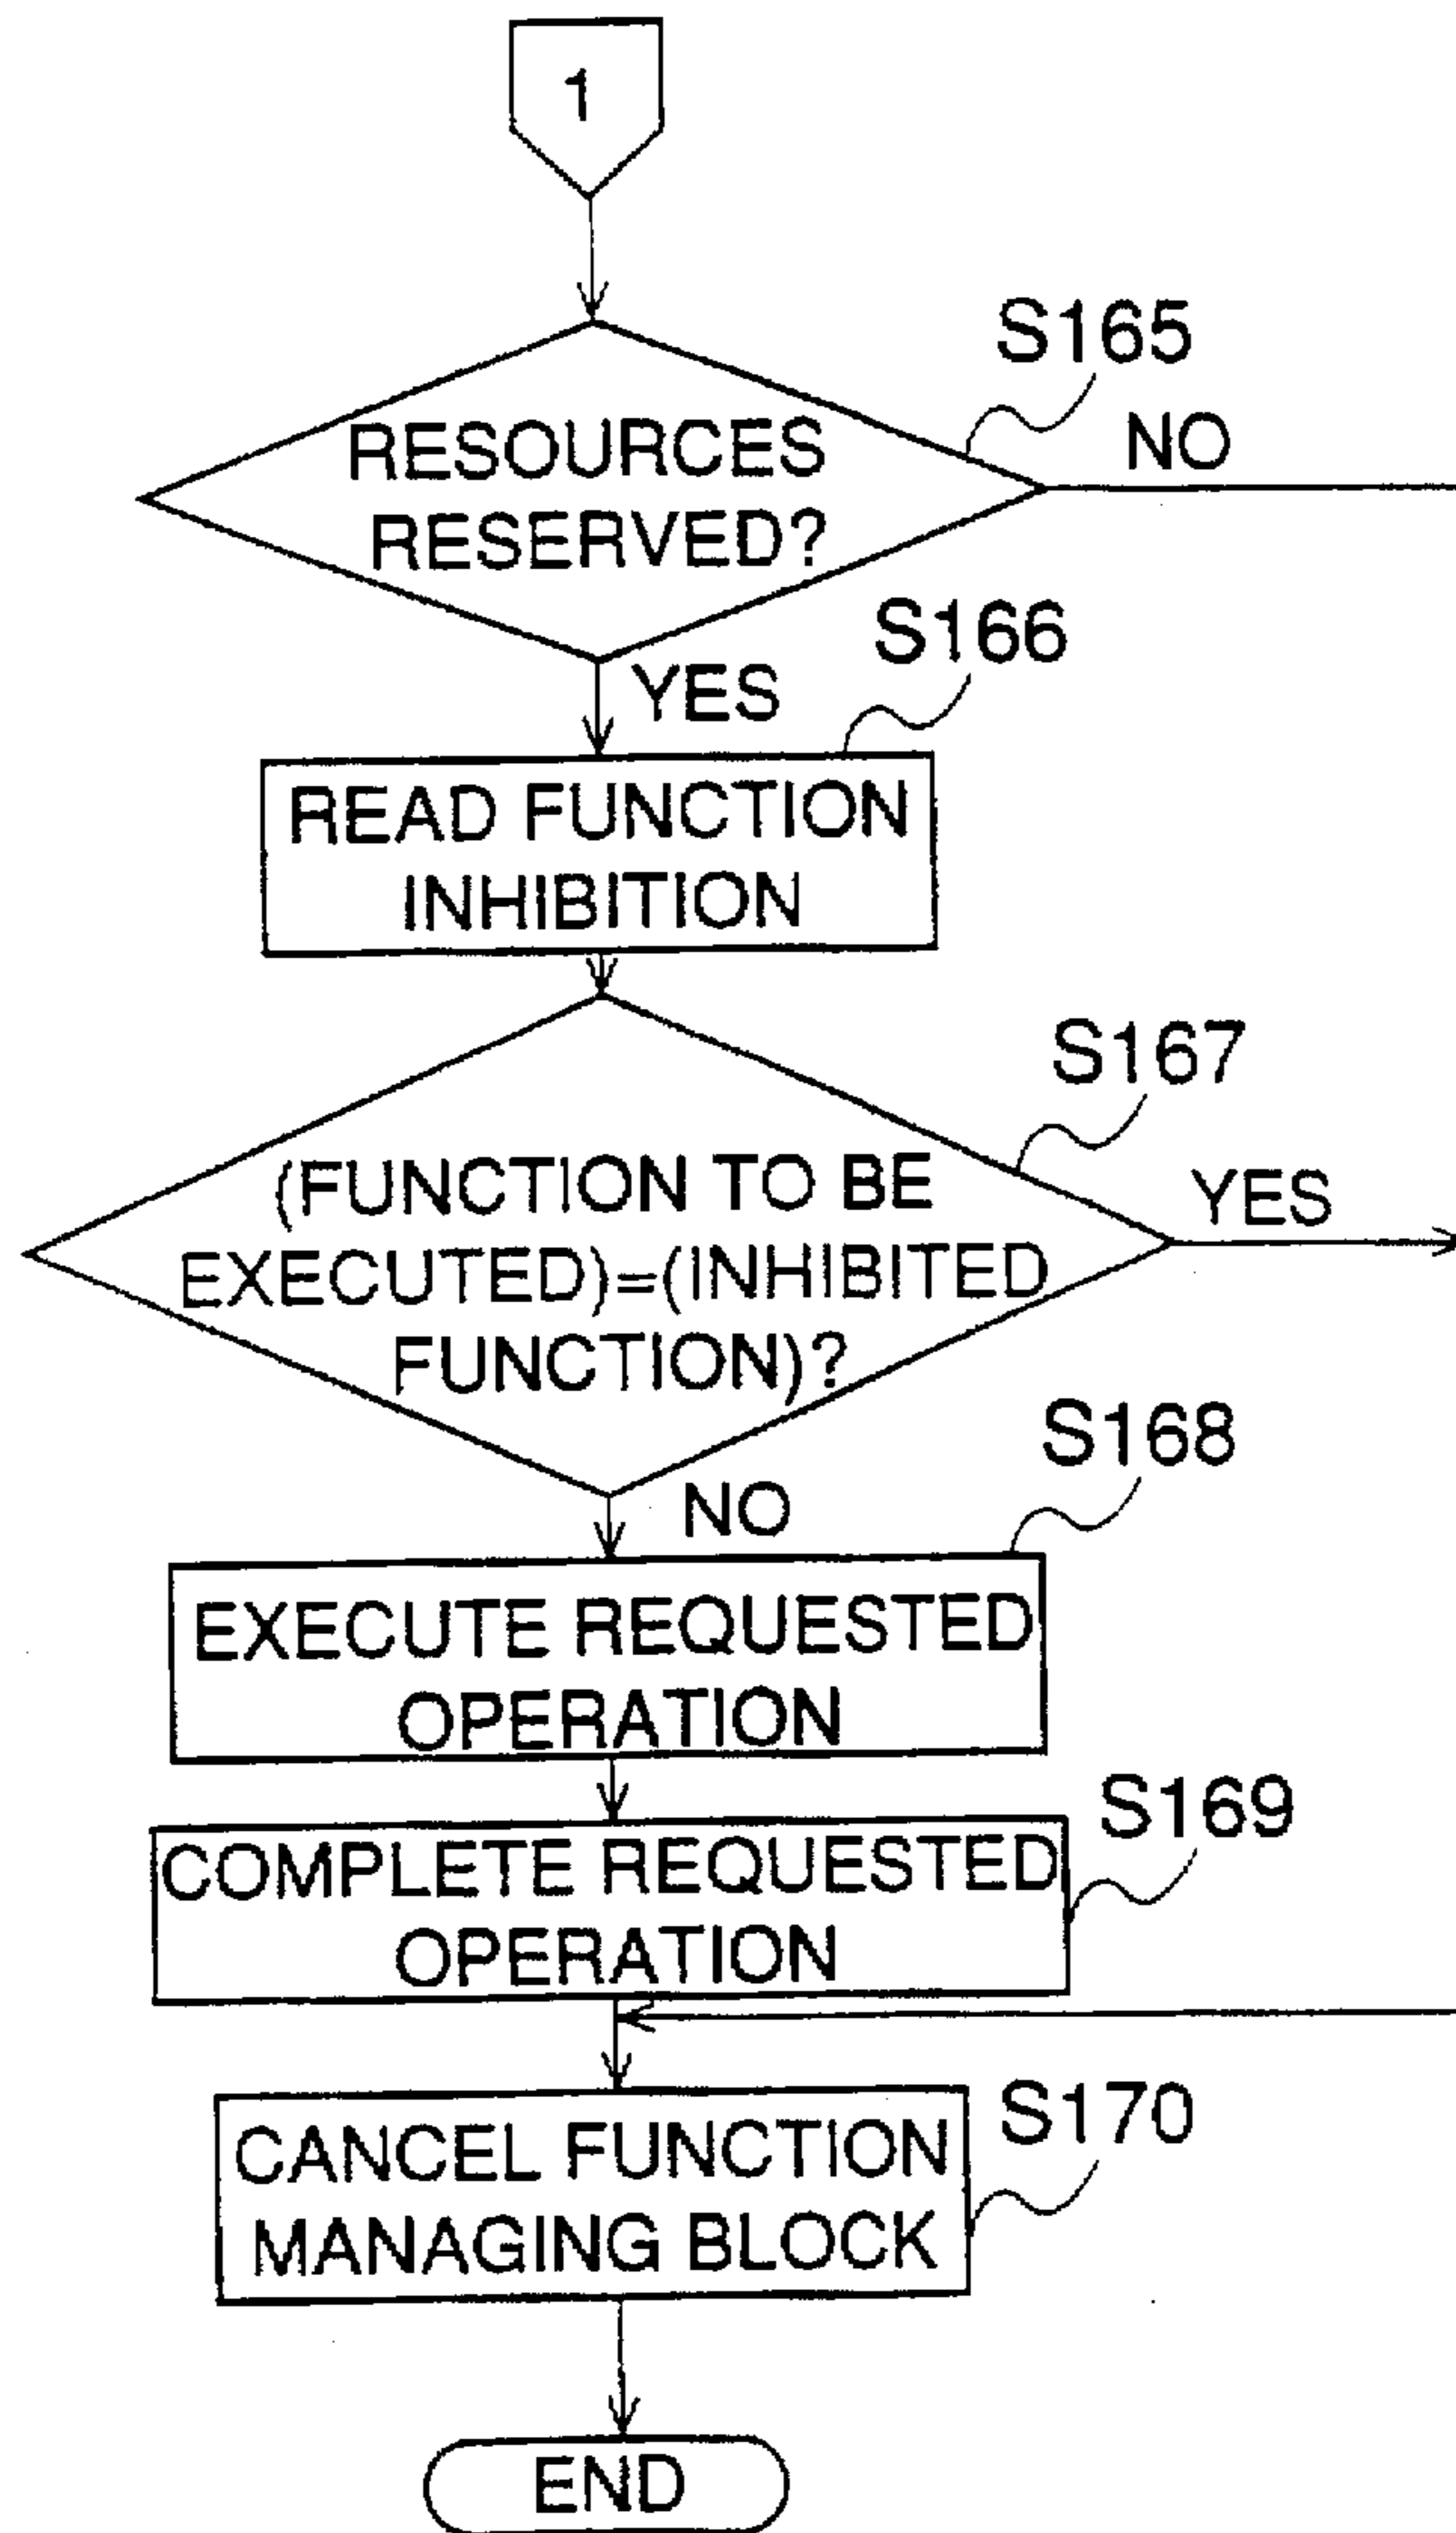 1
S165
RESOURCES
RESERVED?
NO
S166
YES
READ FUNCTION
INHIBITION
S167
(FUNCTION TO BE
EXECUTED)=(INHIBITED
FUNCTION)?
YES
S168
NO
EXECUTE REQUESTED
OPERATION
S169
COMPLETE REQUESTED
OPERATION
S170
CANCEL FUNCTION
MANAGING BLOCK
END